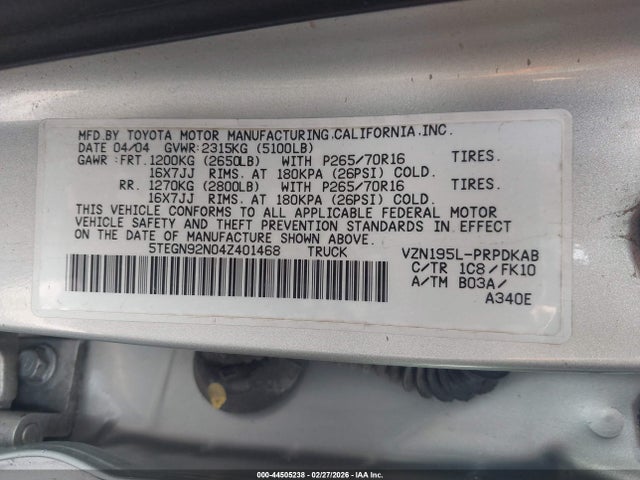 MFD.BY TOYOTA MOTOR MANUFACTURING.CALIFORNIA.INC.
DATE 04/04 GVWR:2315KG (5100LB)
GAWR:FRT.1200KG (2650LB) WITH P265/70R16 TIRES.
16X7JJ RIMS. AT 180KPA (26PSI) COLD.
RR. 1270KG (2800LB) WITH P265/70R16 TIRES.
16X7JJ RIMS. AT 180KPA (26PSI) COLD.
THIS VEHICLE CONFORMS TO ALL APPLICABLE FEDERAL MOTOR
VEHICLE SAFTEY AND THEFT PREVENTION STANDARDS IN EFFECT
ON THE DATE OF MANUFACTURE SHOWN ABOVE.
5TEGN92N04Z401468 TRUCK VZN195L-PRPDKAB
C/TR 1C8/FK10
A/TM B03A/
A340E
000-44505238 - 02/27/2026 - IAA Inc.